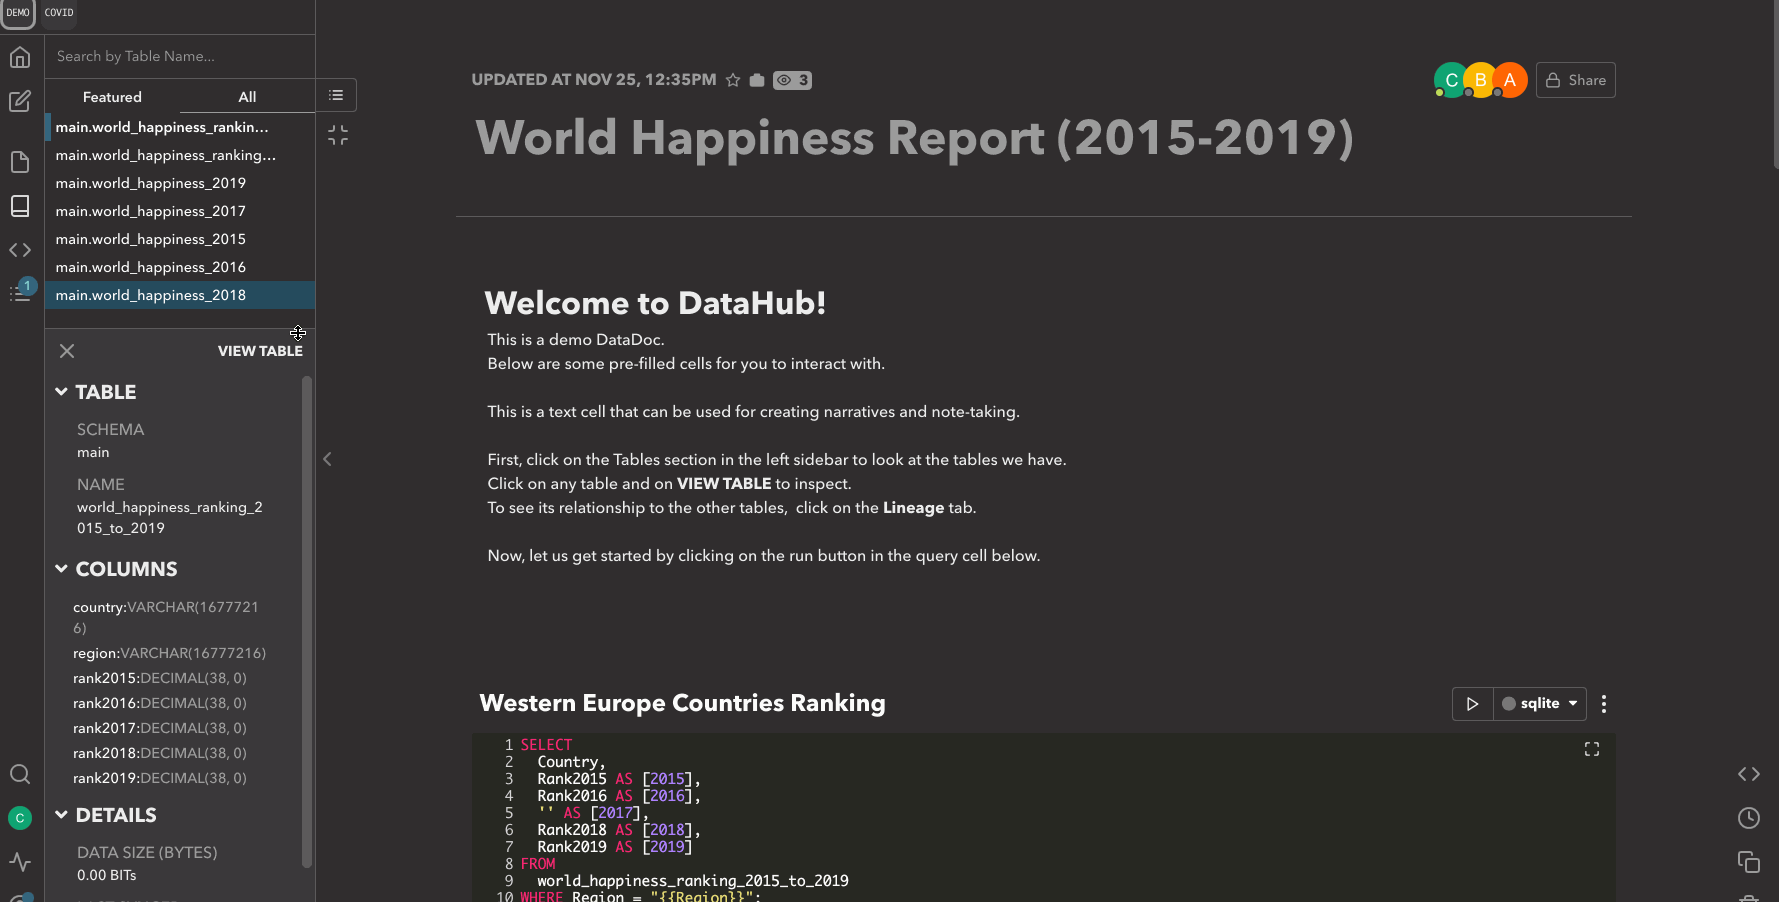 DEMO COVID
Search by Table Name...
Featured All
main.world_happiness_rankin...
main.world_happiness_ranking...
main.world_happiness_2019
main.world_happiness_2017
main.world_happiness_2015
main.world_happiness_2016
1
main.world_happiness_2018
VIEW TABLE
TABLE
SCHEMA
main
NAME
world_happiness_ranking_2
015_to_2019
COLUMNS
country:VARCHAR(1677721
6)
region:VARCHAR(16777216)
rank2015:DECIMAL(38, 0)
rank2016:DECIMAL(38, 0)
rank2017:DECIMAL(38, 0)
rank2018:DECIMAL(38, 0)
rank2019:DECIMAL(38, 0)
C
DETAILS
DATA SIZE (BYTES)
0.00 BITs
UPDATED AT NOV 25, 12:35PM 3
C B A Share
World Happiness Report (2015-2019)
Welcome to DataHub!
This is a demo DataDoc.
Below are some pre-filled cells for you to interact with.
This is a text cell that can be used for creating narratives and note-taking.
First, click on the Tables section in the left sidebar to look at the tables we have.
Click on any table and on VIEW TABLE to inspect.
To see its relationship to the other tables, click on the Lineage tab.
Now, let us get started by clicking on the run button in the query cell below.
Western Europe Countries Ranking
sqlite
1 SELECT
2 Country,
3 Rank2015 AS [2015],
4 Rank2016 AS [2016],
5 '' AS [2017],
6 Rank2018 AS [2018],
7 Rank2019 AS [2019]
8 FROM
9 world_happiness_ranking_2015_to_2019
10 WHERE Region = "{{Region}}";